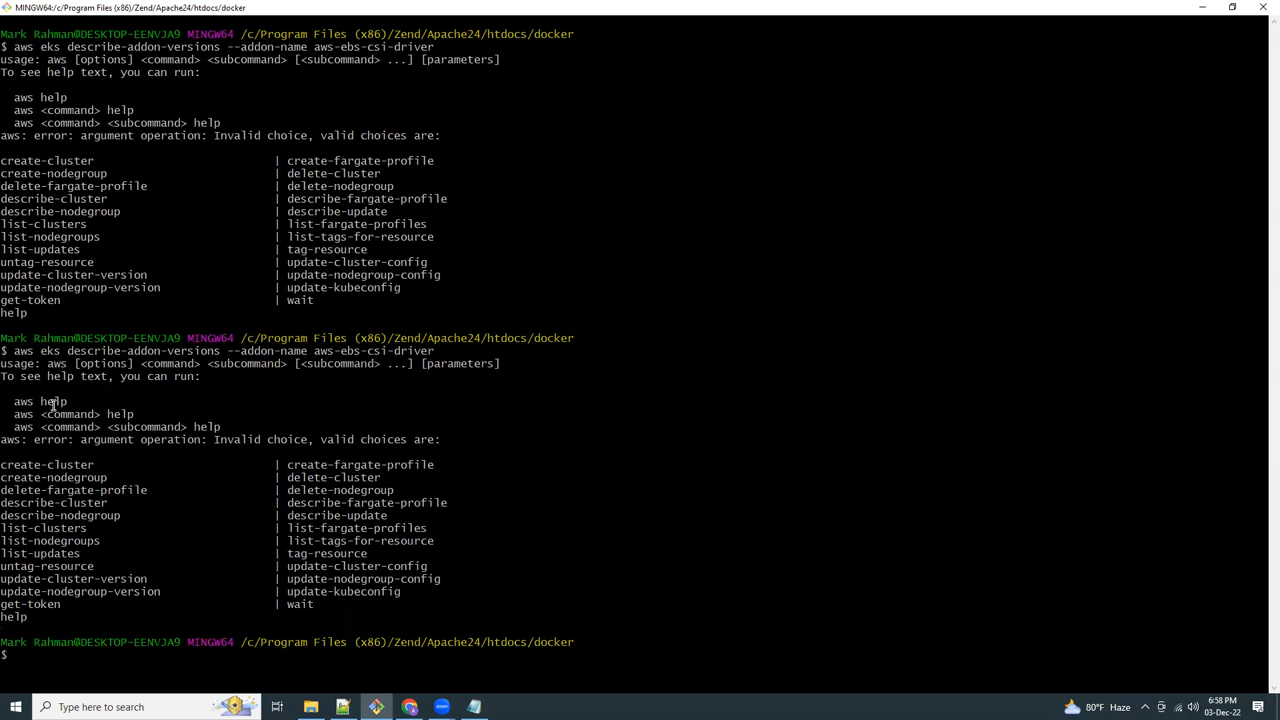 MINGW64:/c/Program Files (x86)/Zend/Apache24/htdocs/docker
Mark Rahman@DESKTOP-EENVJA9 MINGW64 /c/Program Files (x86)/Zend/Apache24/htdocs/docker
$ aws eks describe-addon-versions --addon-name aws-ebs-csi-driver
usage: aws [options] <command> <subcommand> [<subcommand> ...] [parameters]
To see help text, you can run:
aws help
aws <command> help
aws <command> <subcommand> help
aws: error: argument operation: Invalid choice, valid choices are:
create-cluster | create-fargate-profile
create-nodegroup | delete-cluster
delete-fargate-profile | delete-nodegroup
describe-cluster | describe-fargate-profile
describe-nodegroup | describe-update
list-clusters | list-fargate-profiles
list-nodegroups | list-tags-for-resource
list-updates | tag-resource
untag-resource | update-cluster-config
update-cluster-version | update-nodegroup-config
update-nodegroup-version | update-kubeconfig
get-token | wait
help
Mark Rahman@DESKTOP-EENVJA9 MINGW64 /c/Program Files (x86)/Zend/Apache24/htdocs/docker
$ aws eks describe-addon-versions --addon-name aws-ebs-csi-driver
usage: aws [options] <command> <subcommand> [<subcommand> ...] [parameters]
To see help text, you can run:
aws help
aws <command> help
aws <command> <subcommand> help
aws: error: argument operation: Invalid choice, valid choices are:
create-cluster | create-fargate-profile
create-nodegroup | delete-cluster
delete-fargate-profile | delete-nodegroup
describe-cluster | describe-fargate-profile
describe-nodegroup | describe-update
list-clusters | list-fargate-profiles
list-nodegroups | list-tags-for-resource
list-updates | tag-resource
untag-resource | update-cluster-config
update-cluster-version | update-nodegroup-config
update-nodegroup-version | update-kubeconfig
get-token | wait
help
Mark Rahman@DESKTOP-EENVJA9 MINGW64 /c/Program Files (x86)/Zend/Apache24/htdocs/docker
$
Type here to search
zoom
80°F Haze
6:58 PM
03-Dec-22